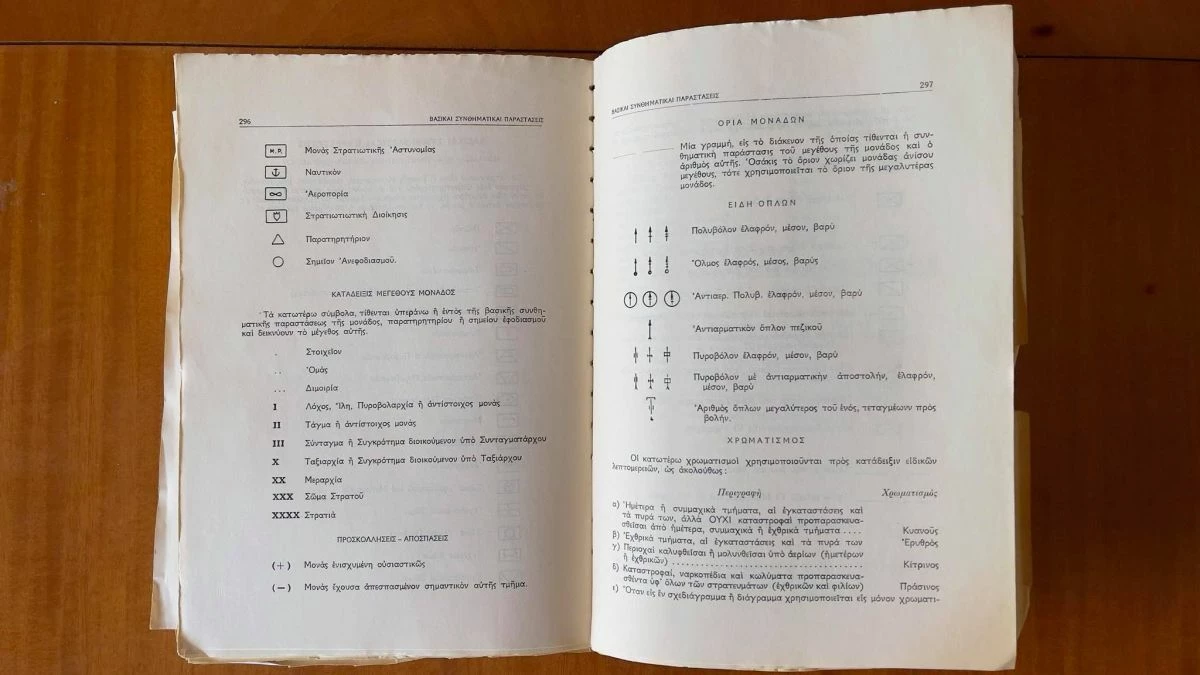 296
ΒΑΣΙΚΑΙ ΣΥΝΘΗΜΑΤΙΚΑΙ ΠΑΡΑΣΤΑΣΕΙΣ
M.P. Μονὰς Στρατιωτικῆς Ἀστυνομίας
Ναυτικὸν
Ἀεροπορία
Στρατιωτιωτικὴ Διοίκησις
Παρατηρητήριον
Σημεῖον Ἀνεφοδιασμοῦ.
ΚΑΤΑΔΕΙΞΙΣ ΜΕΓΕΘΟΥΣ ΜΟΝΑΔΟΣ
Τὰ κατωτέρω σύμβολα, τίθενται ὑπεράνω ἢ ἐντὸς τῆς βασικῆς συνθη-
ματικῆς παραστάσεως τῆς μονάδος, παρατηρητηρίου ἢ σημείου ἐφοδιασμοῦ
καὶ δεικνύουν τὸ μέγεθος αὐτῆς.
. Στοιχεῖον
. . Ὁμὰς
. . . Διμοιρία
I Λόχος, Ἴλη, Πυροβολαρχία ἢ ἀντίστοιχος μονὰς
II Τάγμα ἢ ἀντίστοιχος μονὰς
III Σύνταγμα ἢ Συγκρότημα διοικούμενον ὑπὸ Συνταγματάρχου
X Ταξιαρχία ἢ Συγκρότημα διοικούμενον ὑπὸ Ταξιάρχου
XX Μεραρχία
XXX Σῶμα Στρατοῦ
XXXX Στρατιὰ
ΠΡΟΣΚΟΛΛΗΣΕΙΣ - ΑΠΟΣΠΑΣΕΙΣ
(+) Μονὰς ἐνισχυμένη οὐσιαστικῶς
(—) Μονὰς ἔχουσα ἀπεσπασμένον σημαντικὸν αὐτῆς τμῆμα.
ΒΑΣΙΚΑΙ ΣΥΝΘΗΜΑΤΙΚΑΙ ΠΑΡΑΣΤΑΣΕΙΣ
297
ΟΡΙΑ ΜΟΝΑΔΩΝ
Μία γραμμή, εἰς τὸ διάκενον τῆς ὁποίας τίθενται ἡ συν-
θηματικὴ παράστασις τοῦ μεγέθους τῆς μονάδος καὶ ὁ
ἀριθμὸς αὐτῆς. Ὁσάκις τὸ ὅριον χωρίζει μονάδας ἀνίσου
μεγέθους, τότε χρησιμοποιεῖται τὸ ὅριον τῆς μεγαλυτέρας
μονάδος.
ΕΙΔΗ ΟΠΛΩΝ
Πολυβόλον ἐλαφρόν, μέσον, βαρὺ
Ὅλμος ἐλαφρός, μέσος, βαρὺς
Ἀντιαερ. Πολυβ. ἐλαφρόν, μέσον, βαρὺ
Ἀντιαρματικὸν ὅπλον πεζικοῦ
Πυροβόλον ἐλαφρόν, μέσον, βαρὺ
Πυροβόλον μὲ ἀντιαρματικὴν ἀποστολήν, ἐλαφρόν,
μέσον, βαρὺ
Ἀριθμὸς ὅπλων μεγαλύτερος τοῦ ἑνός, τεταγμέωνν πρὸς
βολήν.
ΧΡΩΜΑΤΙΣΜΟΣ
Οἱ κατωτέρω χρωματισμοὶ χρησιμοποιοῦνται πρὸς κατάδειξιν εἰδικῶν
λεπτομερειῶν, ὡς ἀκολούθως :
Περιγραφὴ Χρωματισμός
α) Ἡμέτερα ἢ συμμαχικὰ τμήματα, αἱ ἐγκαταστάσεις καὶ
τὰ πυρά των, ἀλλὰ ΟΥΧΙ καταστροφαὶ προπαρασκευα-
σθεῖσαι ἀπὸ ἡμέτερα, συμμαχικὰ ἢ ἐχθρικὰ τμήματα .... Κυανοῦς
β) Ἐχθρικὰ τμήματα, αἱ ἐγκαταστάσεις καὶ τὰ πυρά των Ἐρυθρὸς
γ) Περιοχαὶ καλυφθεῖσαι ἢ μολυνθεῖσαι ὑπὸ ἀερίων (ἡμετέρων
ἢ ἐχθρικῶν) .................... Κίτρινος
δ) Καταστροφαί, ναρκοπέδια καὶ κωλύματα προπαρασκευα-
σθέντα ὑφ' ὅλων τῶν στρατευμάτων (ἐχθρικῶν καὶ φιλίων) Πράσινος
ε) Ὅταν εἰς ἓν σχεδιάγραμμα ἢ διάγραμμα χρησιμοποιεῖται εἰς μόνον χρωματι-